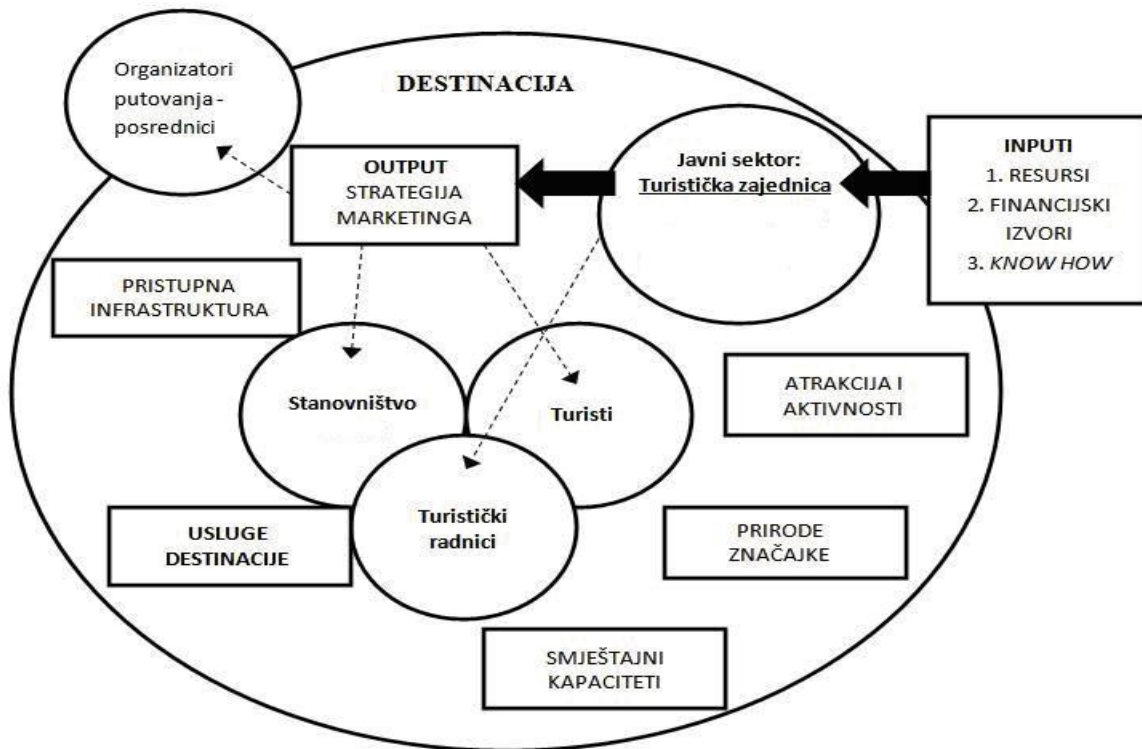 Organizatori
putovanja -
posrednici
DESTINACIJA
OUTPUT
STRATEGIJA
MARKETINGA
Javni sektor:
Turistička zajednica
INPUTI
1. RESURSI
2. FINANCIJSKI
IZVORI
3. KNOW HOW
PRISTUPNA
INFRASTRUKTURA
Stanovništvo
Turisti
ATRAKCIJA I
AKTIVNOSTI
USLUGE
DESTINACIJE
Turistički
radnici
PRIRODE
ZNAČAJKE
SMJEŠTAJNI
KAPACITETI